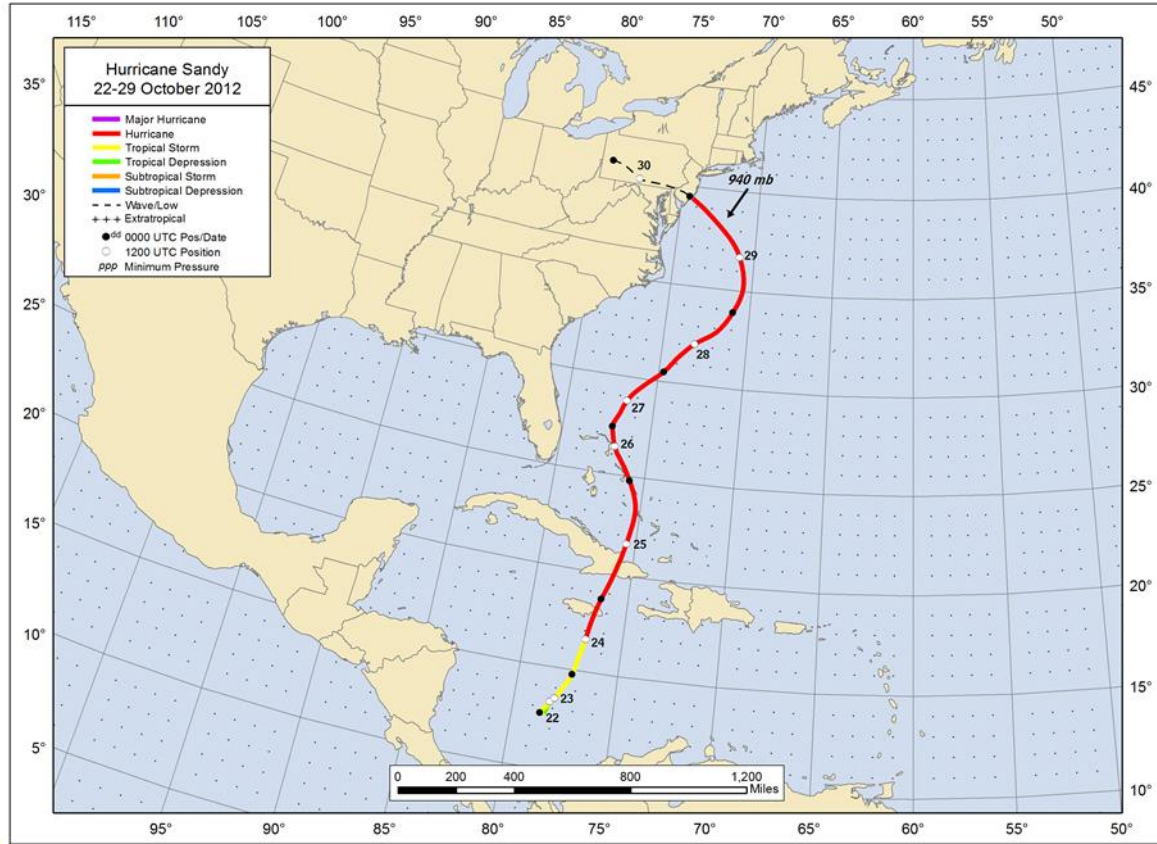 115° 110° 105° 100° 95° 90° 85° 80° 75° 70° 65° 60° 55° 50°
Hurricane Sandy
22-29 October 2012
Major Hurricane
Hurricane
Tropical Storm
Tropical Depression
Subtropical Storm
Subtropical Depression
Wave/Low
Extratropical
dd 0000 UTC Pos/Date
1200 UTC Position
ppp Minimum Pressure
35°
30°
25°
20°
15°
10°
5°
45°
40°
35°
30°
25°
20°
15°
10°
30
940 mb
29
28
27
26
25
24
23
22
0 200 400 800 1,200
Miles
95° 90° 85° 80° 75° 70° 65° 60° 55° 50°